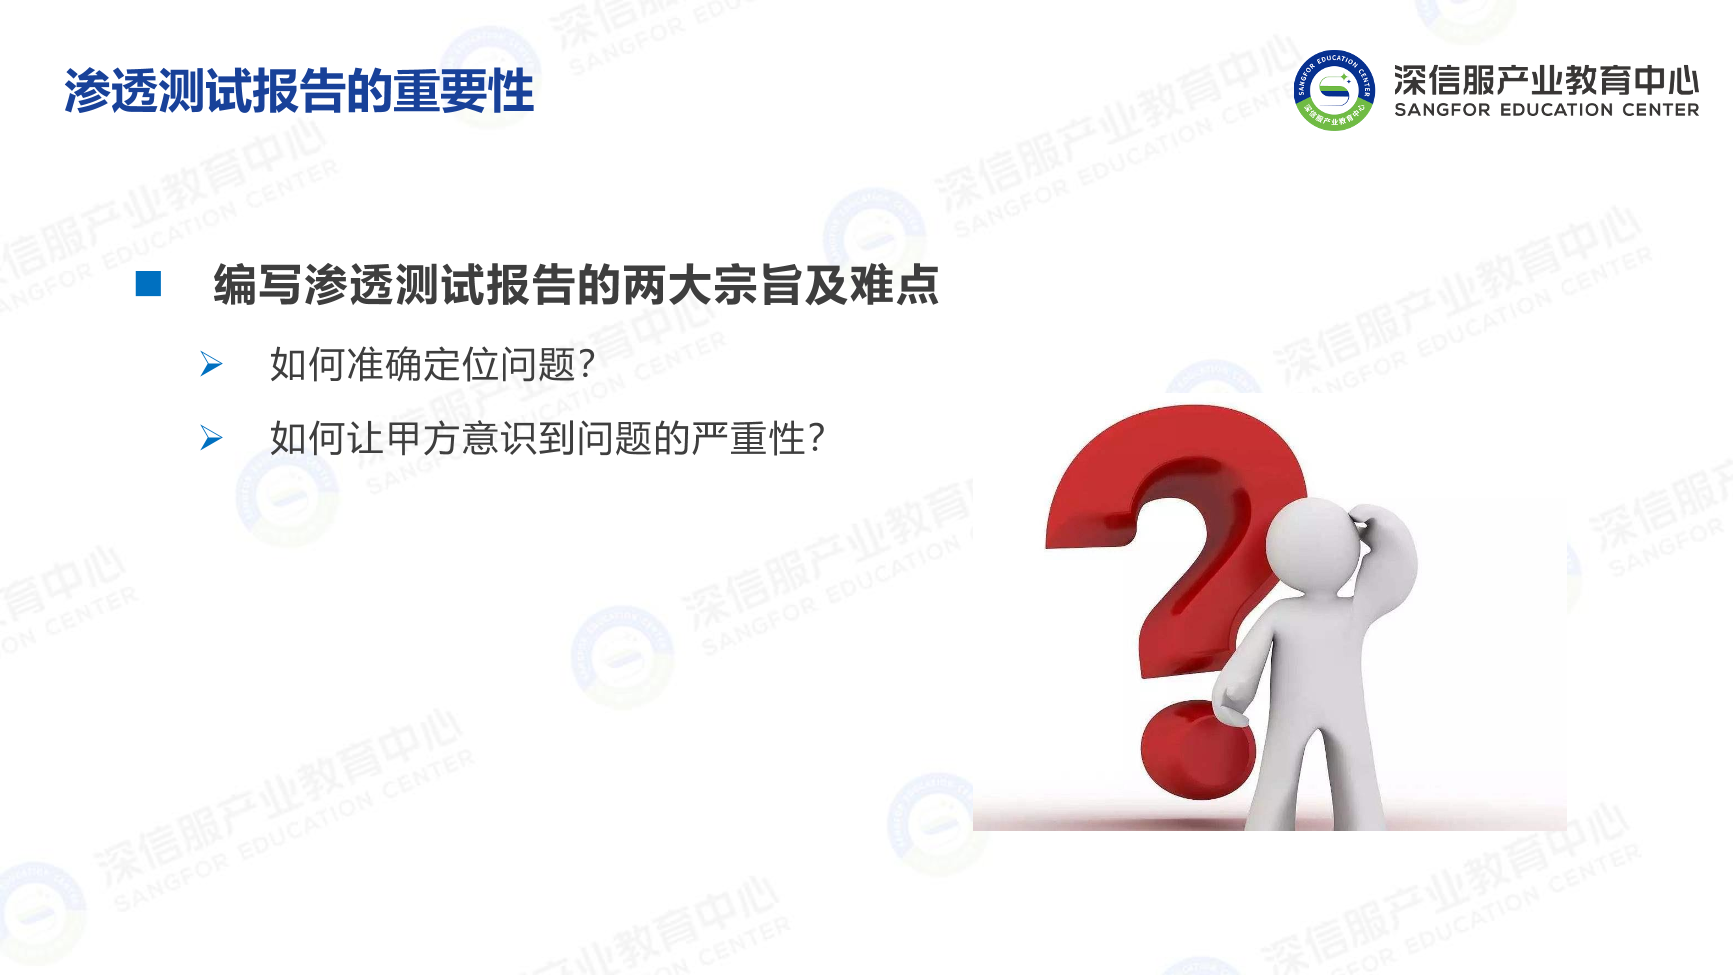 渗透测试报告的重要性
深信服产业教育中心
SANGFOR EDUCATION CENTER
编写渗透测试报告的两大宗旨及难点
如何准确定位问题?
如何让甲方意识到问题的严重性?